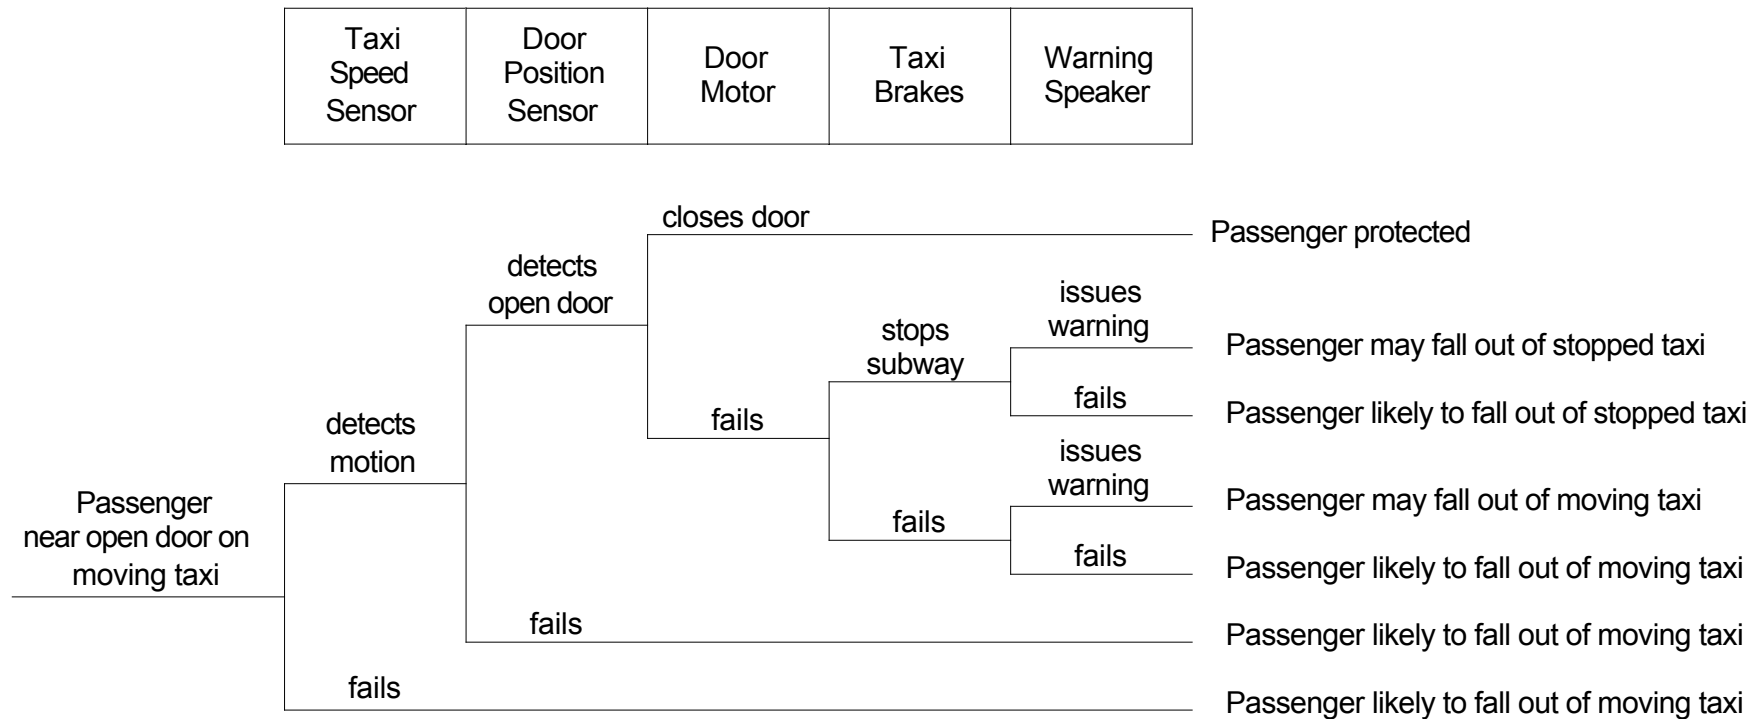 Taxi
Speed
Sensor
Door
Position
Sensor
Door
Motor
Taxi
Brakes
Warning
Speaker
closes door
Passenger protected
detects
open door
issues
warning
stops
subway
Passenger may fall out of stopped taxi
fails
Passenger likely to fall out of stopped taxi
fails
detects
motion
issues
warning
Passenger may fall out of moving taxi
Passenger
near open door on
moving taxi
fails
fails
Passenger likely to fall out of moving taxi
fails
Passenger likely to fall out of moving taxi
fails
Passenger likely to fall out of moving taxi